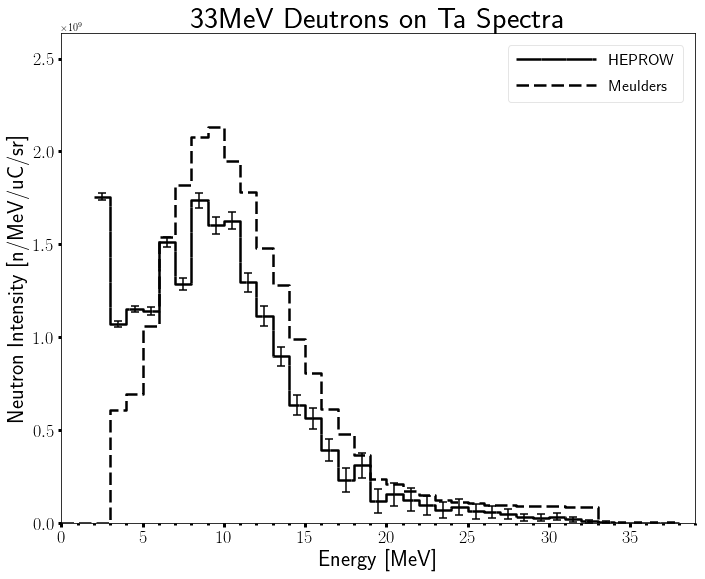 33MeV Deutrons on Ta Spectra
×10⁹
2.5
2.0
1.5
1.0
0.5
0.0
Neutron Intensity [n/MeV/uC/sr]
HEPROW
Meulders
0 5 10 15 20 25 30 35
Energy [MeV]